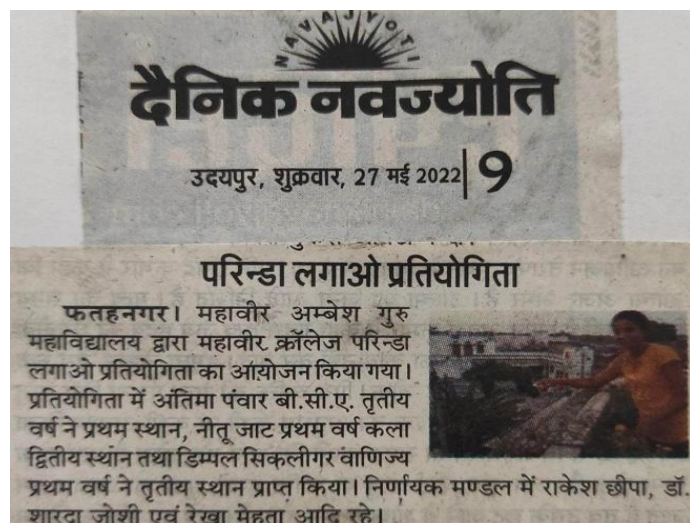 NAVAJYOTI
दैनिक नवज्योति
उदयपुर, शुक्रवार, 27 मई 2022 9
परिन्डा लगाओ प्रतियोगिता
फतहनगर। महावीर अम्बेश गुरु
महाविद्यालय द्वारा महावीर कॉलेज परिन्डा
लगाओ प्रतियोगिता का आयोजन किया गया।
प्रतियोगिता में अंतिमा पंवार बी.सी.ए. तृतीय
वर्ष ने प्रथम स्थान, नीतू जाट प्रथम वर्ष कला
द्वितीय स्थान तथा डिम्पल सिकलीगर वाणिज्य
प्रथम वर्ष ने तृतीय स्थान प्राप्त किया। निर्णायक मण्डल में राकेश छीपा, डॉ.
शारदा जोशी एवं रेखा मेहता आदि रहे।